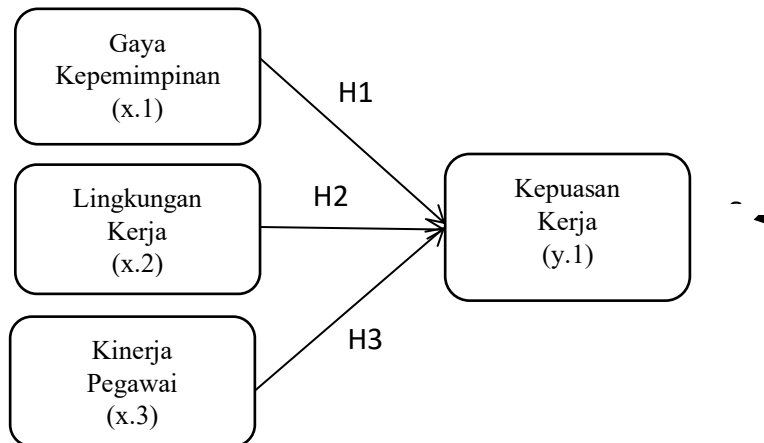 Gaya
Kepemimpinan
(x.1)
H1
Lingkungan
Kerja
(x.2)
H2
Kepuasan
Kerja
(y.1)
Kinerja
Pegawai
(x.3)
H3